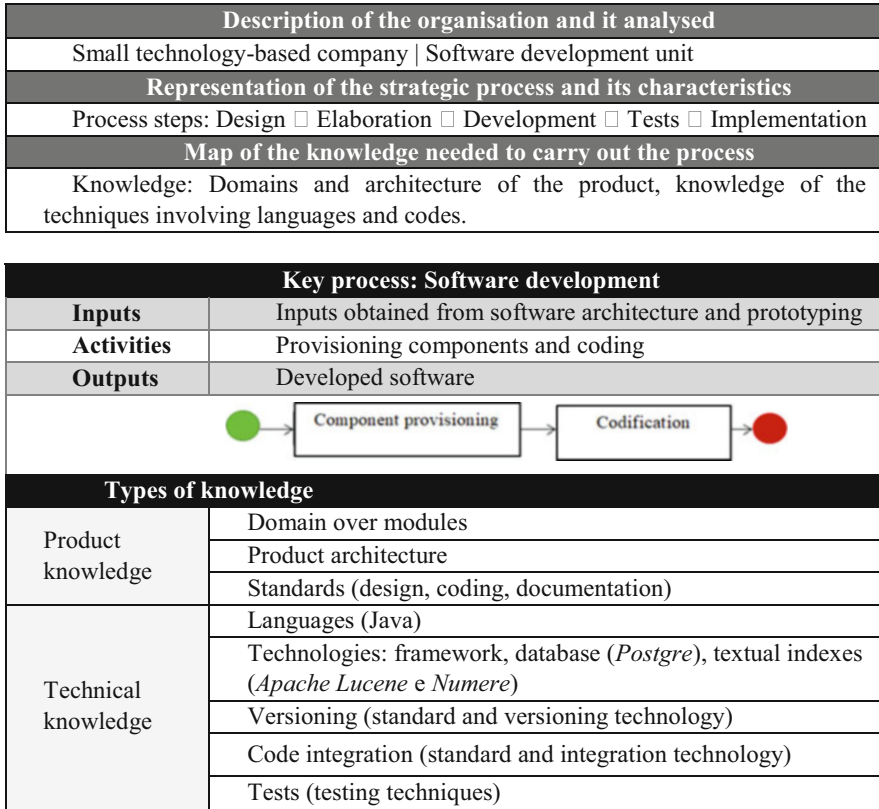 Description of the organisation and it analysed
Small technology-based company | Software development unit
Representation of the strategic process and its characteristics
Process steps: Design □ Elaboration □ Development □ Tests □ Implementation
Map of the knowledge needed to carry out the process
Knowledge: Domains and architecture of the product, knowledge of the
techniques involving languages and codes.
Key process: Software development
Inputs Inputs obtained from software architecture and prototyping
Activities Provisioning components and coding
Outputs Developed software
Component provisioning Codification
Types of knowledge
Product
knowledge
Domain over modules
Product architecture
Standards (design, coding, documentation)
Technical
knowledge
Languages (Java)
Technologies: framework, database (Postgre), textual indexes
(Apache Lucene e Numere)
Versioning (standard and versioning technology)
Code integration (standard and integration technology)
Tests (testing techniques)